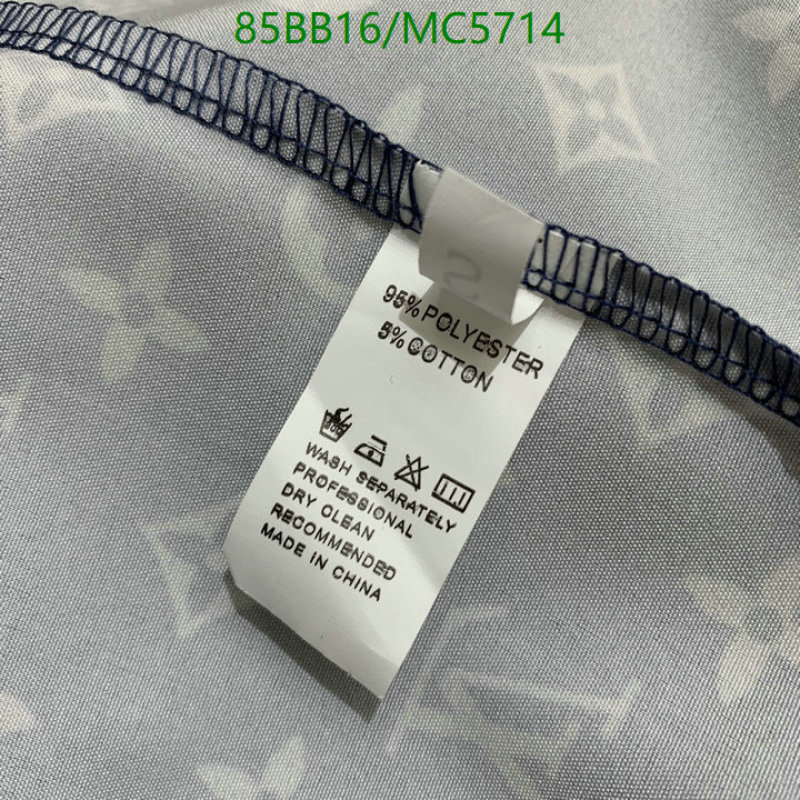 85BB16/MC5714
S
95% POLYESTER
5% COTTON
WASH SEPARATELY
PROFESSIONAL
DRY CLEAN
RECOMMENDED
MADE IN CHINA